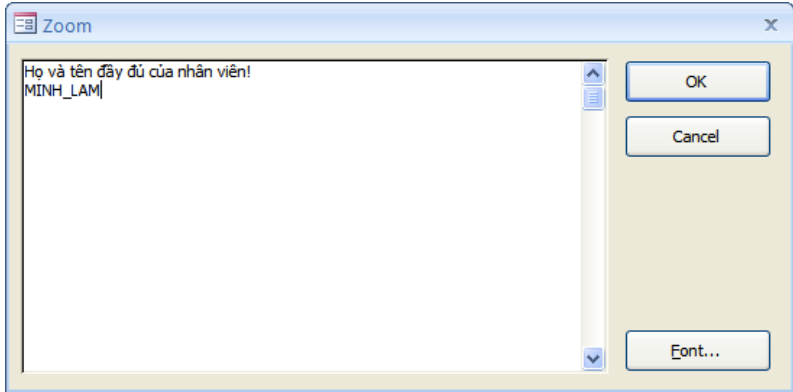 Zoom
x
Họ và tên đầy đủ của nhân viên!
MINH_LAM
OK
Cancel
Font...